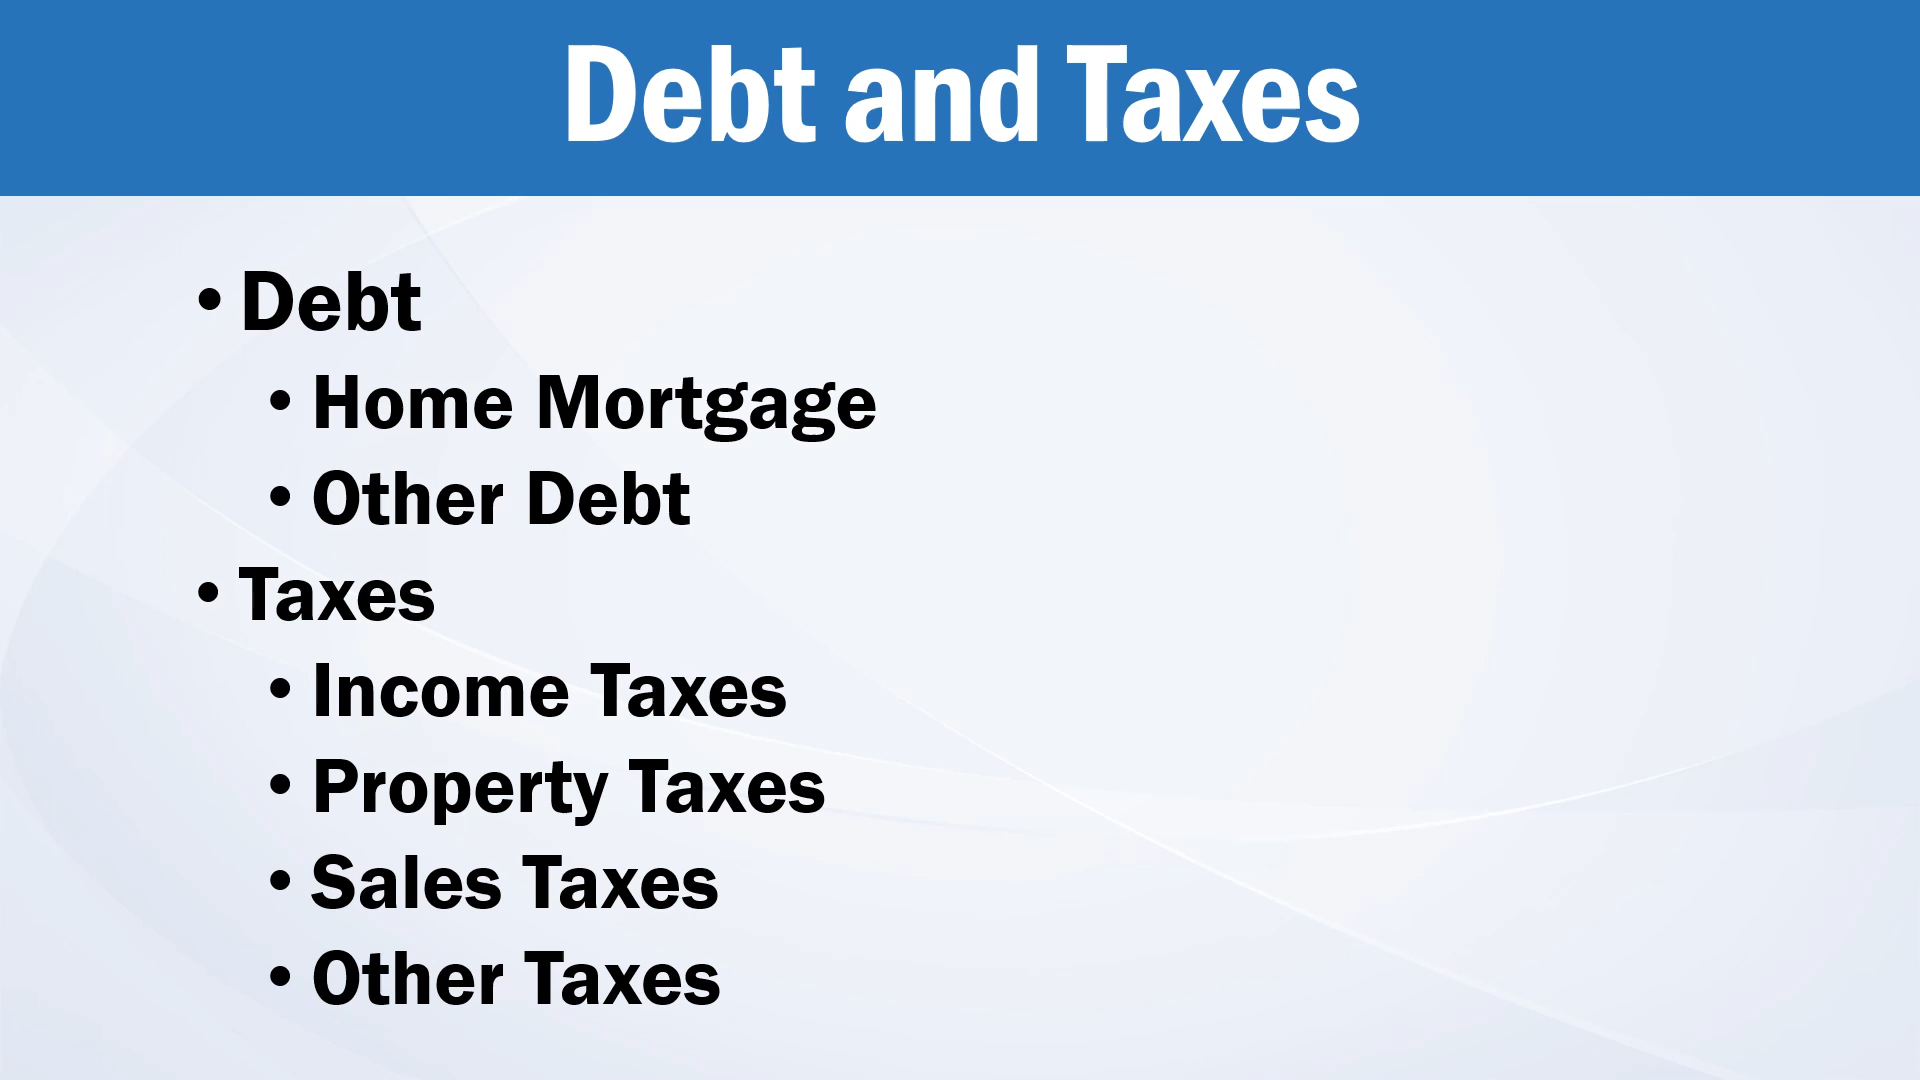 Debt and Taxes
• Debt
• Home Mortgage
• Other Debt
• Taxes
• Income Taxes
• Property Taxes
• Sales Taxes
• Other Taxes